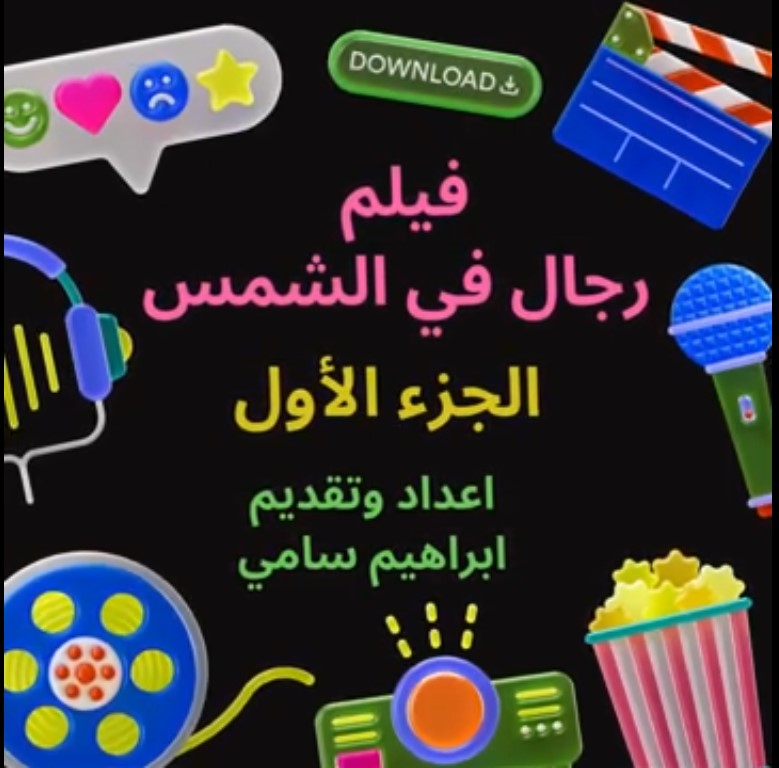 DOWNLOAD
فيلم
رجال في الشمس
الجزء الأول
اعداد وتقديم
ابراهيم سامي